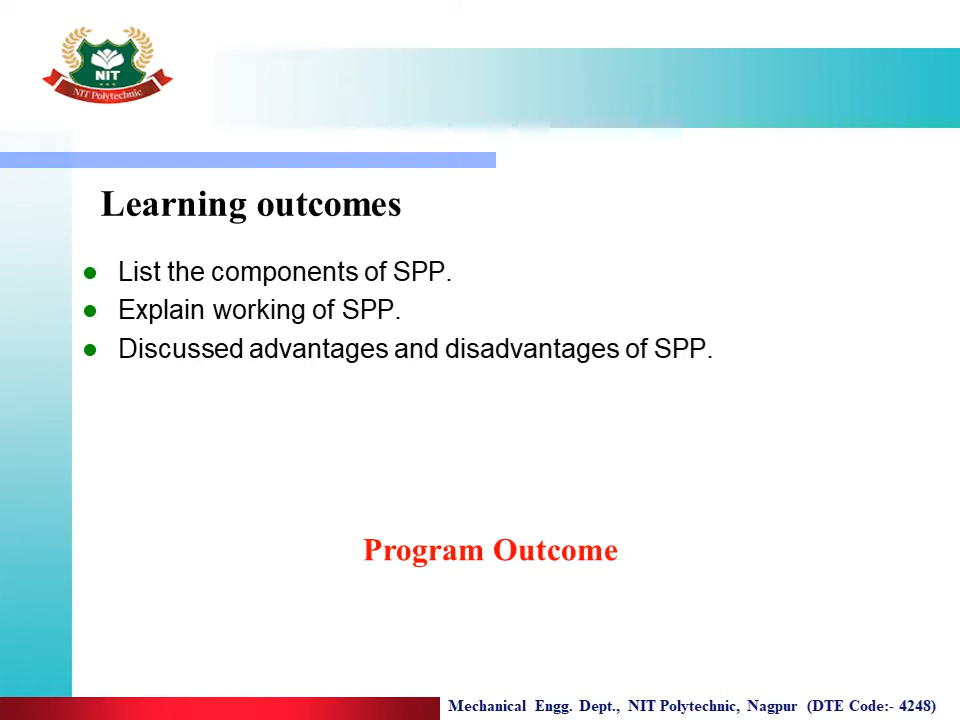 NIT
NIT Polytechnic
Learning outcomes
● List the components of SPP.
● Explain working of SPP.
● Discussed advantages and disadvantages of SPP.
Program Outcome
Mechanical Engg. Dept., NIT Polytechnic, Nagpur (DTE Code:- 4248)